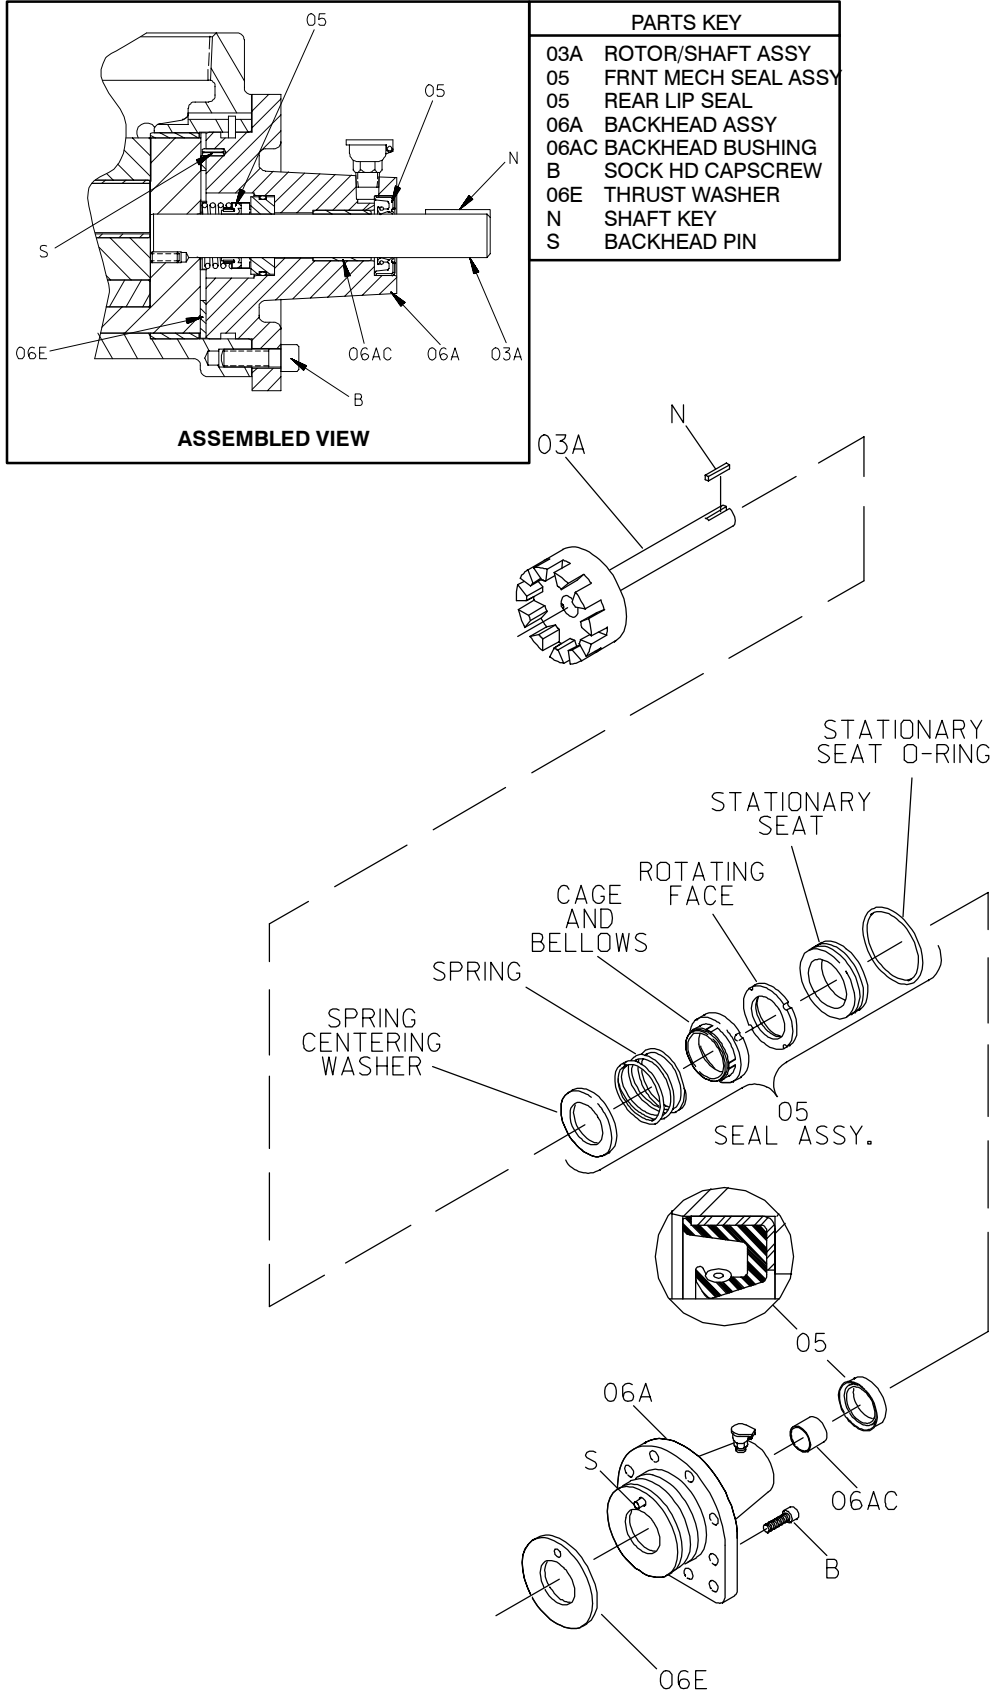 05
05
N
S
06E
06AC
06A
03A
B
ASSEMBLED VIEW
PARTS KEY
03A ROTOR/SHAFT ASSY
05 FRNT MECH SEAL ASSY
05 REAR LIP SEAL
06A BACKHEAD ASSY
06AC BACKHEAD BUSHING
B SOCK HD CAPSCREW
06E THRUST WASHER
N SHAFT KEY
S BACKHEAD PIN
N
03A
STATIONARY
SEAT O-RING
STATIONARY
SEAT
ROTATING
FACE
CAGE
AND
BELLOWS
SPRING
SPRING
CENTERING
WASHER
05
SEAL ASSY.
05
06A
S
06AC
B
06E